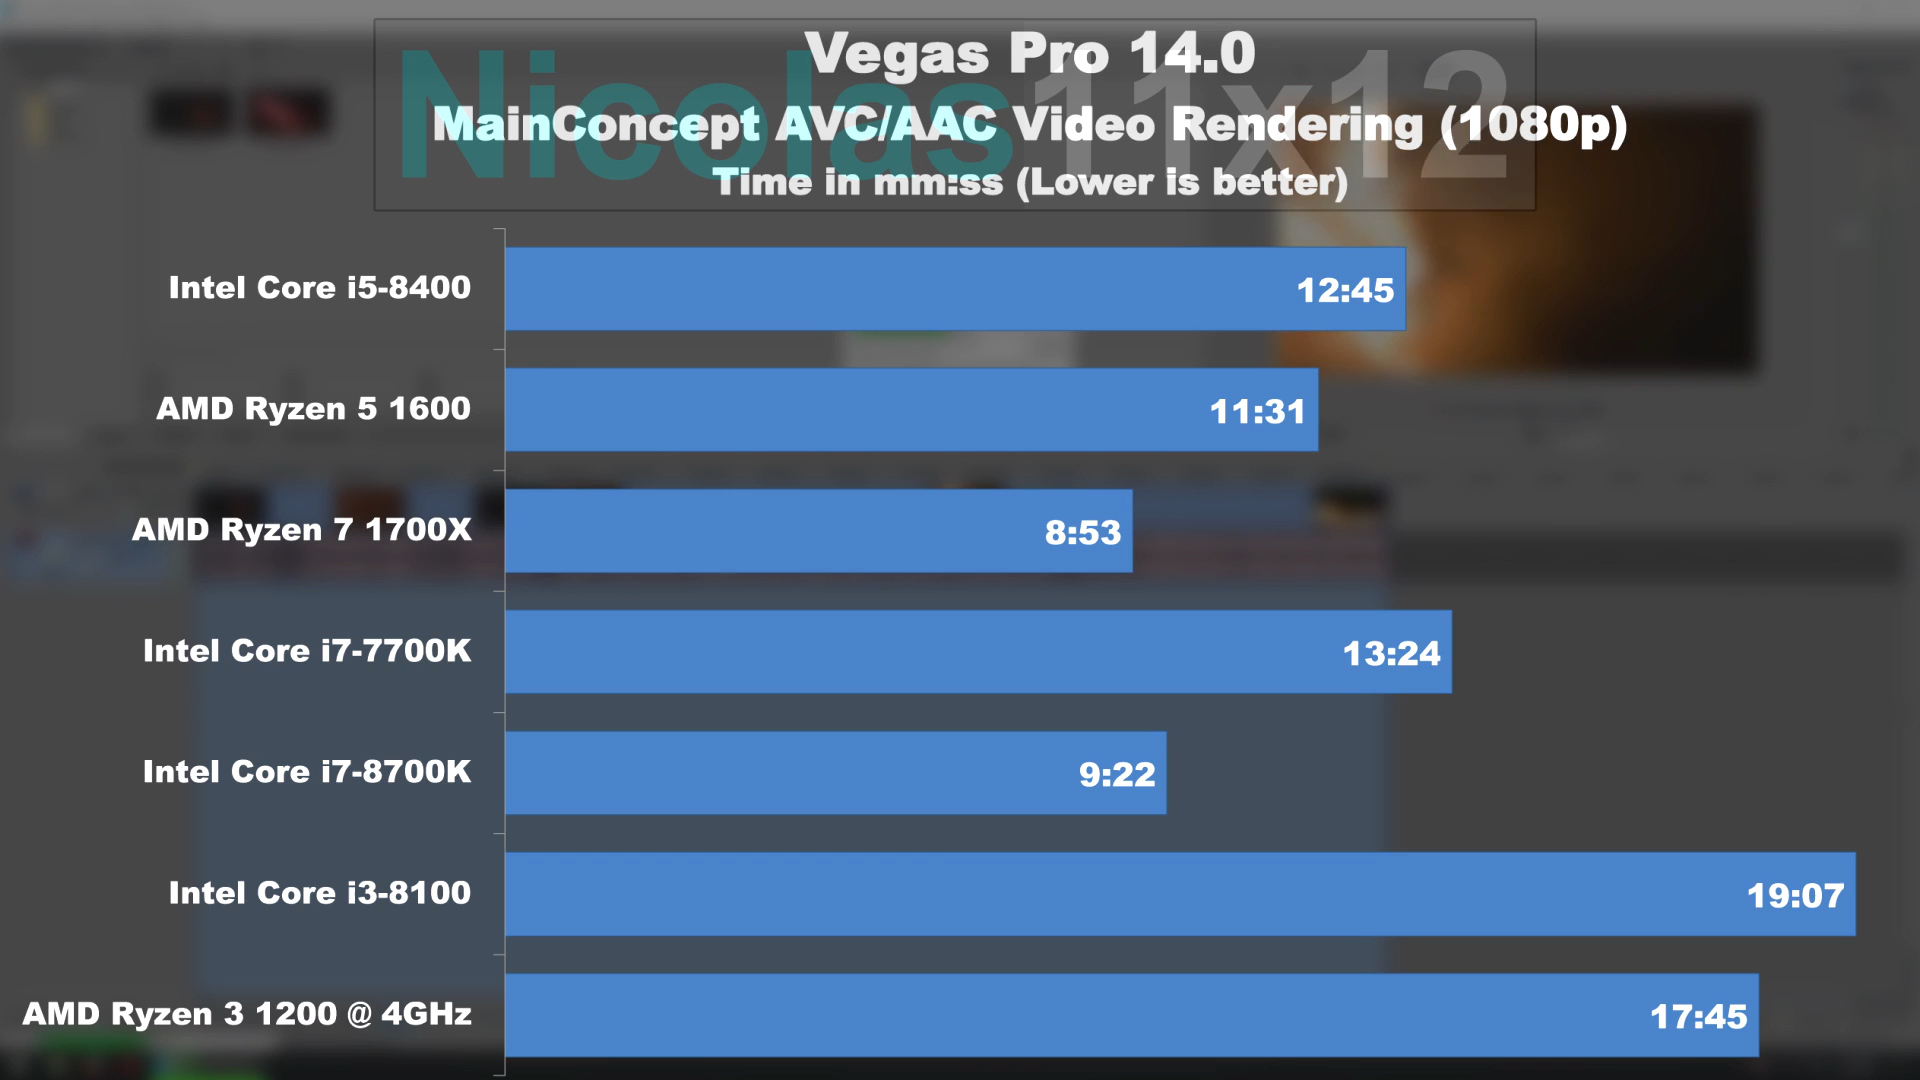 Nicolas11x12
Vegas Pro 14.0
MainConcept AVC/AAC Video Rendering (1080p)
Time in mm:ss (Lower is better)
Intel Core i5-8400 12:45
AMD Ryzen 5 1600 11:31
AMD Ryzen 7 1700X 8:53
Intel Core i7-7700K 13:24
Intel Core i7-8700K 9:22
Intel Core i3-8100 19:07
AMD Ryzen 3 1200 @ 4GHz 17:45